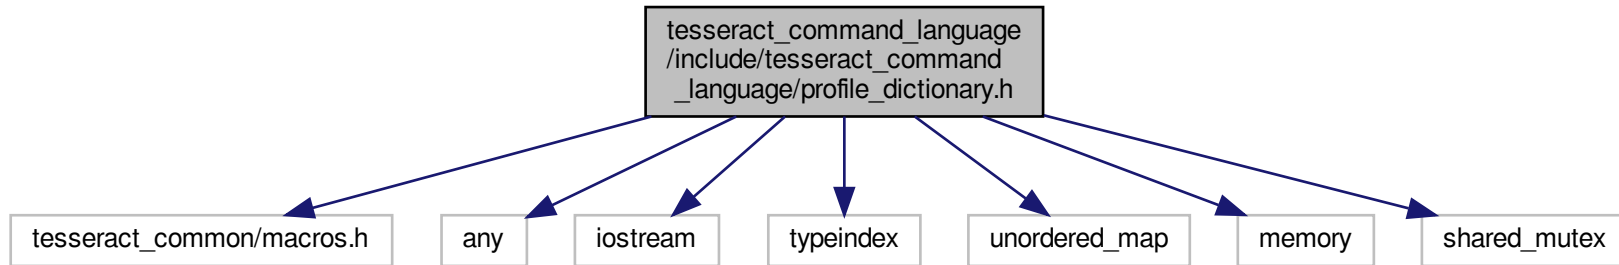 tesseract_command_language
/include/tesseract_command
_language/profile_dictionary.h
tesseract_common/macros.h
any
iostream
typeindex
unordered_map
memory
shared_mutex